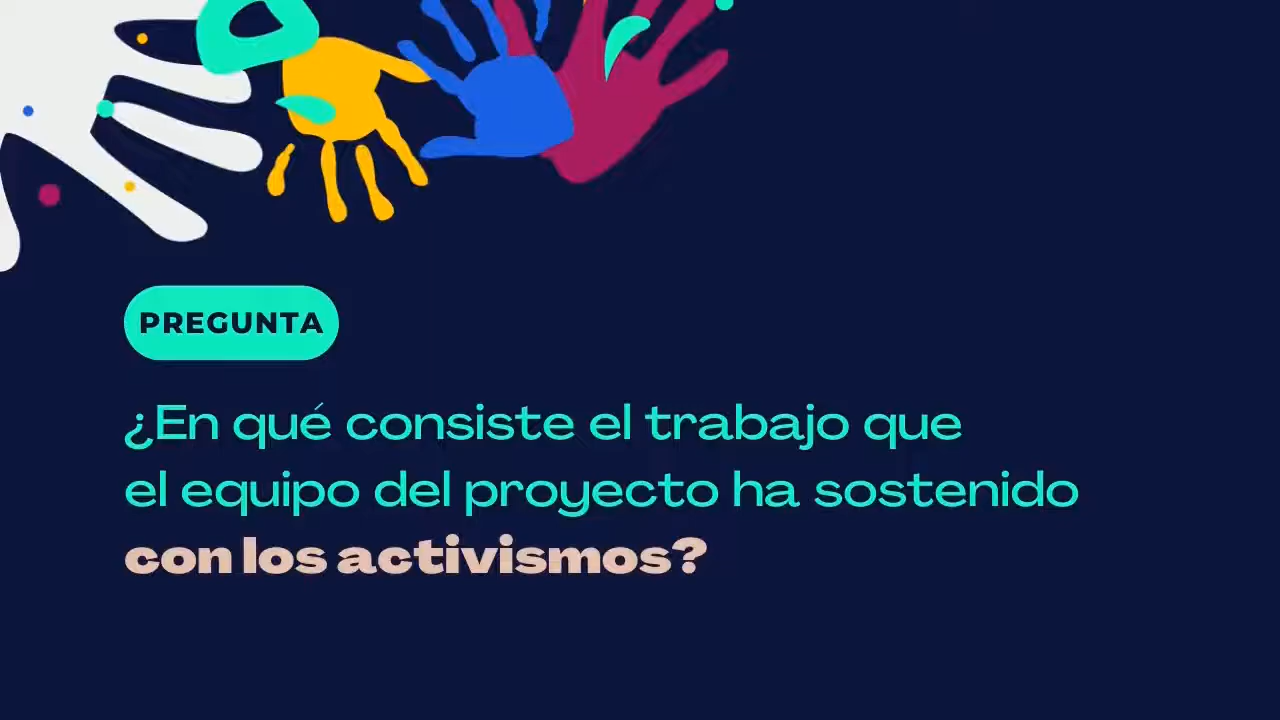 PREGUNTA
¿En qué consiste el trabajo que
el equipo del proyecto ha sostenido
con los activismos?